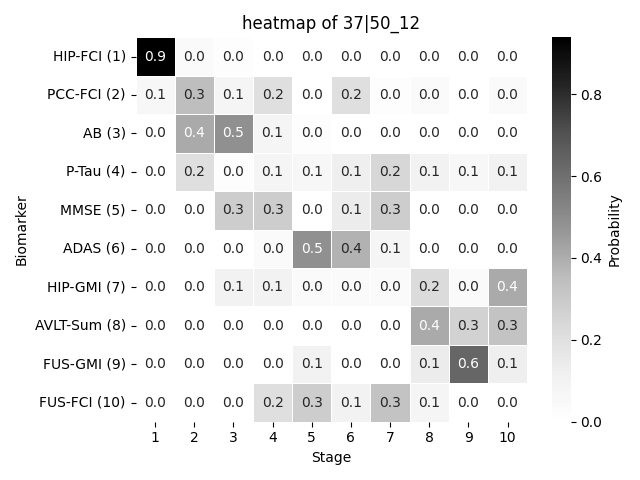 heatmap of 37|50_12
HIP-FCI (1) 0.9 0.0 0.0 0.0 0.0 0.0 0.0 0.0 0.0 0.0
PCC-FCI (2) 0.1 0.3 0.1 0.2 0.0 0.2 0.0 0.0 0.0 0.0
AB (3) 0.0 0.4 0.5 0.1 0.0 0.0 0.0 0.0 0.0 0.0
P-Tau (4) 0.0 0.2 0.0 0.1 0.1 0.1 0.2 0.1 0.1 0.1
MMSE (5) 0.0 0.0 0.3 0.3 0.0 0.1 0.3 0.0 0.0 0.0
ADAS (6) 0.0 0.0 0.0 0.0 0.5 0.4 0.1 0.0 0.0 0.0
HIP-GMI (7) 0.0 0.0 0.1 0.1 0.0 0.0 0.0 0.2 0.0 0.4
AVLT-Sum (8) 0.0 0.0 0.0 0.0 0.0 0.0 0.0 0.4 0.3 0.3
FUS-GMI (9) 0.0 0.0 0.0 0.0 0.1 0.0 0.0 0.1 0.6 0.1
FUS-FCI (10) 0.0 0.0 0.0 0.2 0.3 0.1 0.3 0.1 0.0 0.0
1 2 3 4 5 6 7 8 9 10
Stage
Biomarker
0.8
0.6
0.4
0.2
0.0
Probability